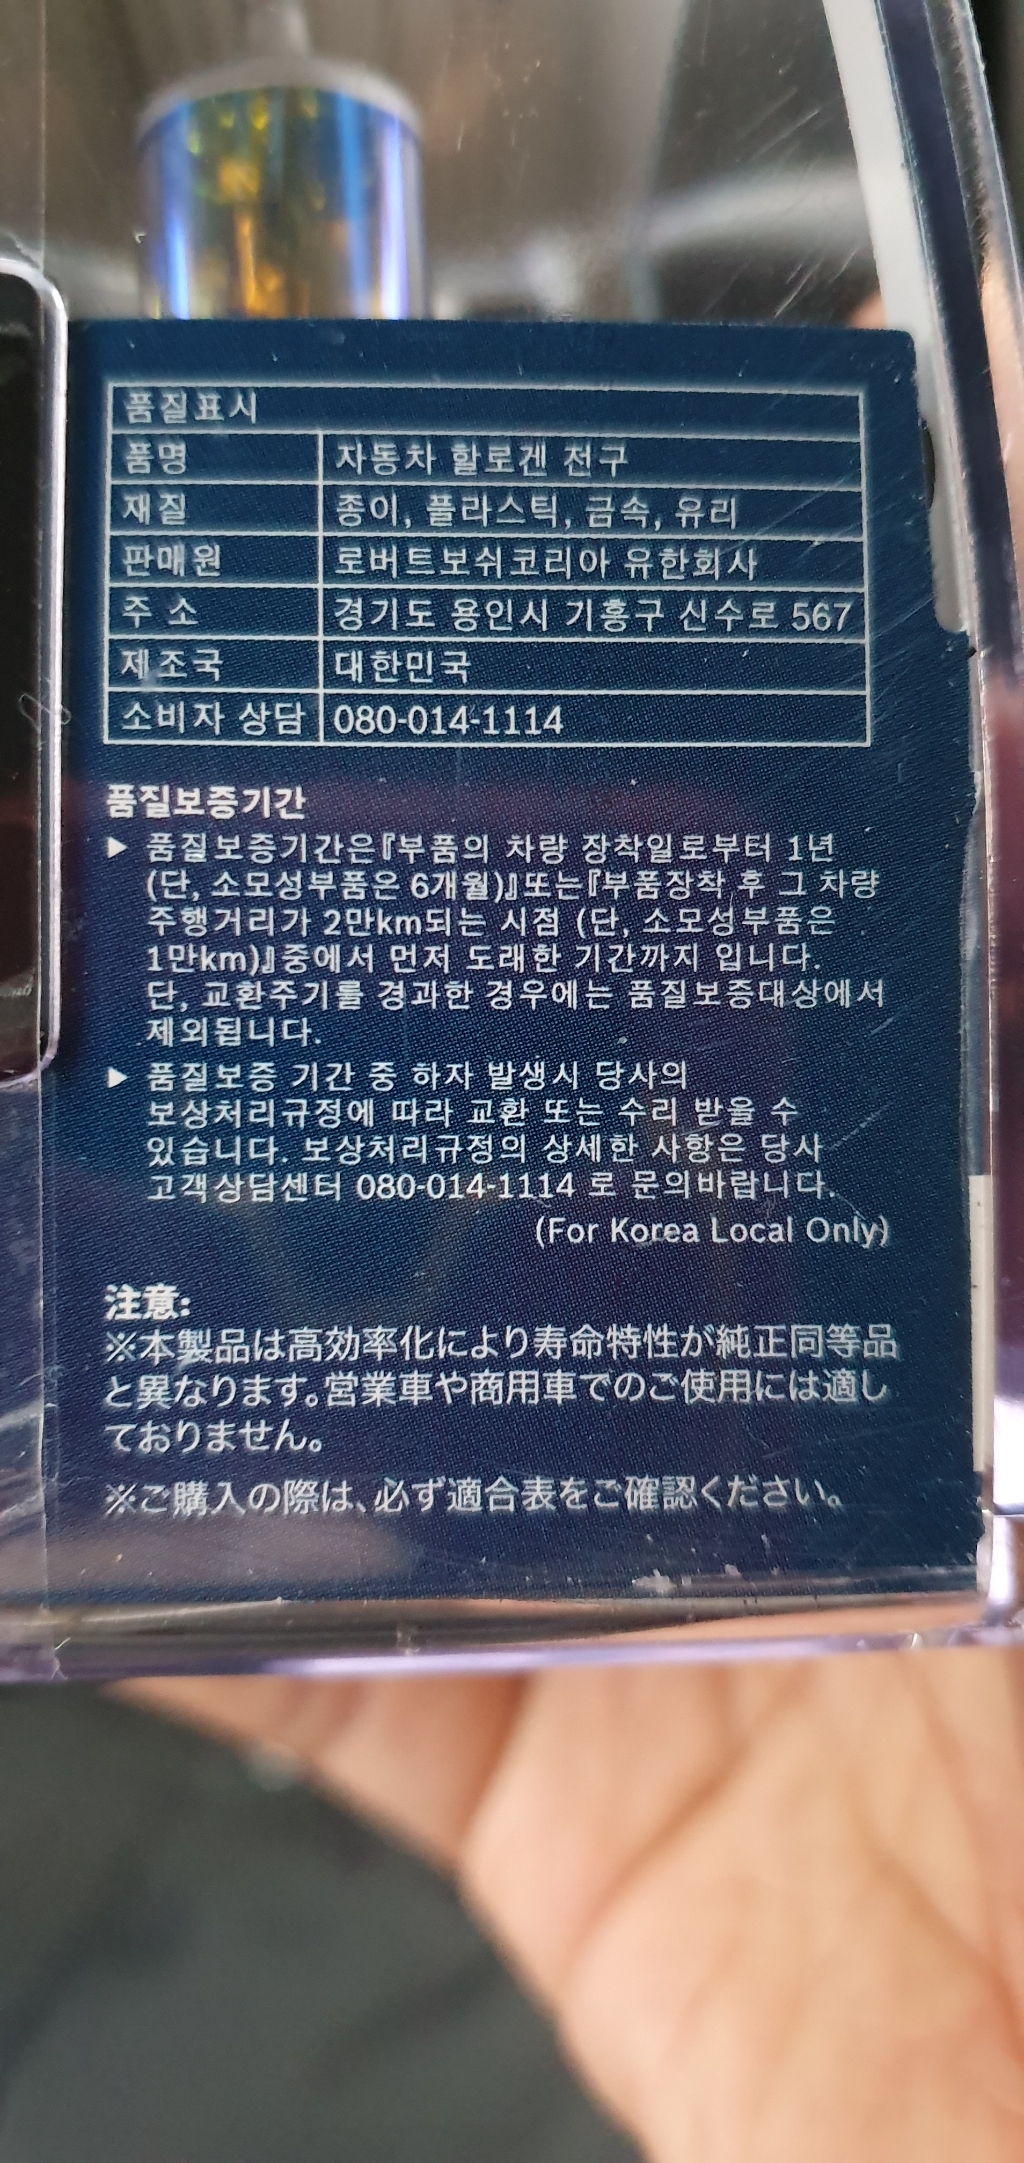 품질표시
품명 자동차 할로겐 전구
재질 종이, 플라스틱, 금속, 유리
판매원 로버트보쉬코리아 유한회사
주 소 경기도 용인시 기흥구 신수로 567
제조국 대한민국
소비자 상담 080-014-1114
품질보증기간
▶ 품질보증기간은『부품의 차량 장착일로부터 1년
(단, 소모성부품은 6개월)』또는『부품장착 후 그 차량
주행거리가 2만km되는 시점 (단, 소모성부품은
1만km)』중에서 먼저 도래한 기간까지 입니다.
단, 교환주기를 경과한 경우에는 품질보증대상에서
제외됩니다.
▶ 품질보증 기간 중 하자 발생시 당사의
보상처리규정에 따라 교환 또는 수리 받을 수
있습니다. 보상처리규정의 상세한 사항은 당사
고객상담센터 080-014-1114 로 문의바랍니다.
(For Korea Local Only)
注意:
※本製品は高効率化により寿命特性が純正同等品
と異なります。営業車や商用車でのご使用には適し
ておりません。
※ご購入の際は、必ず適合表をご確認ください。